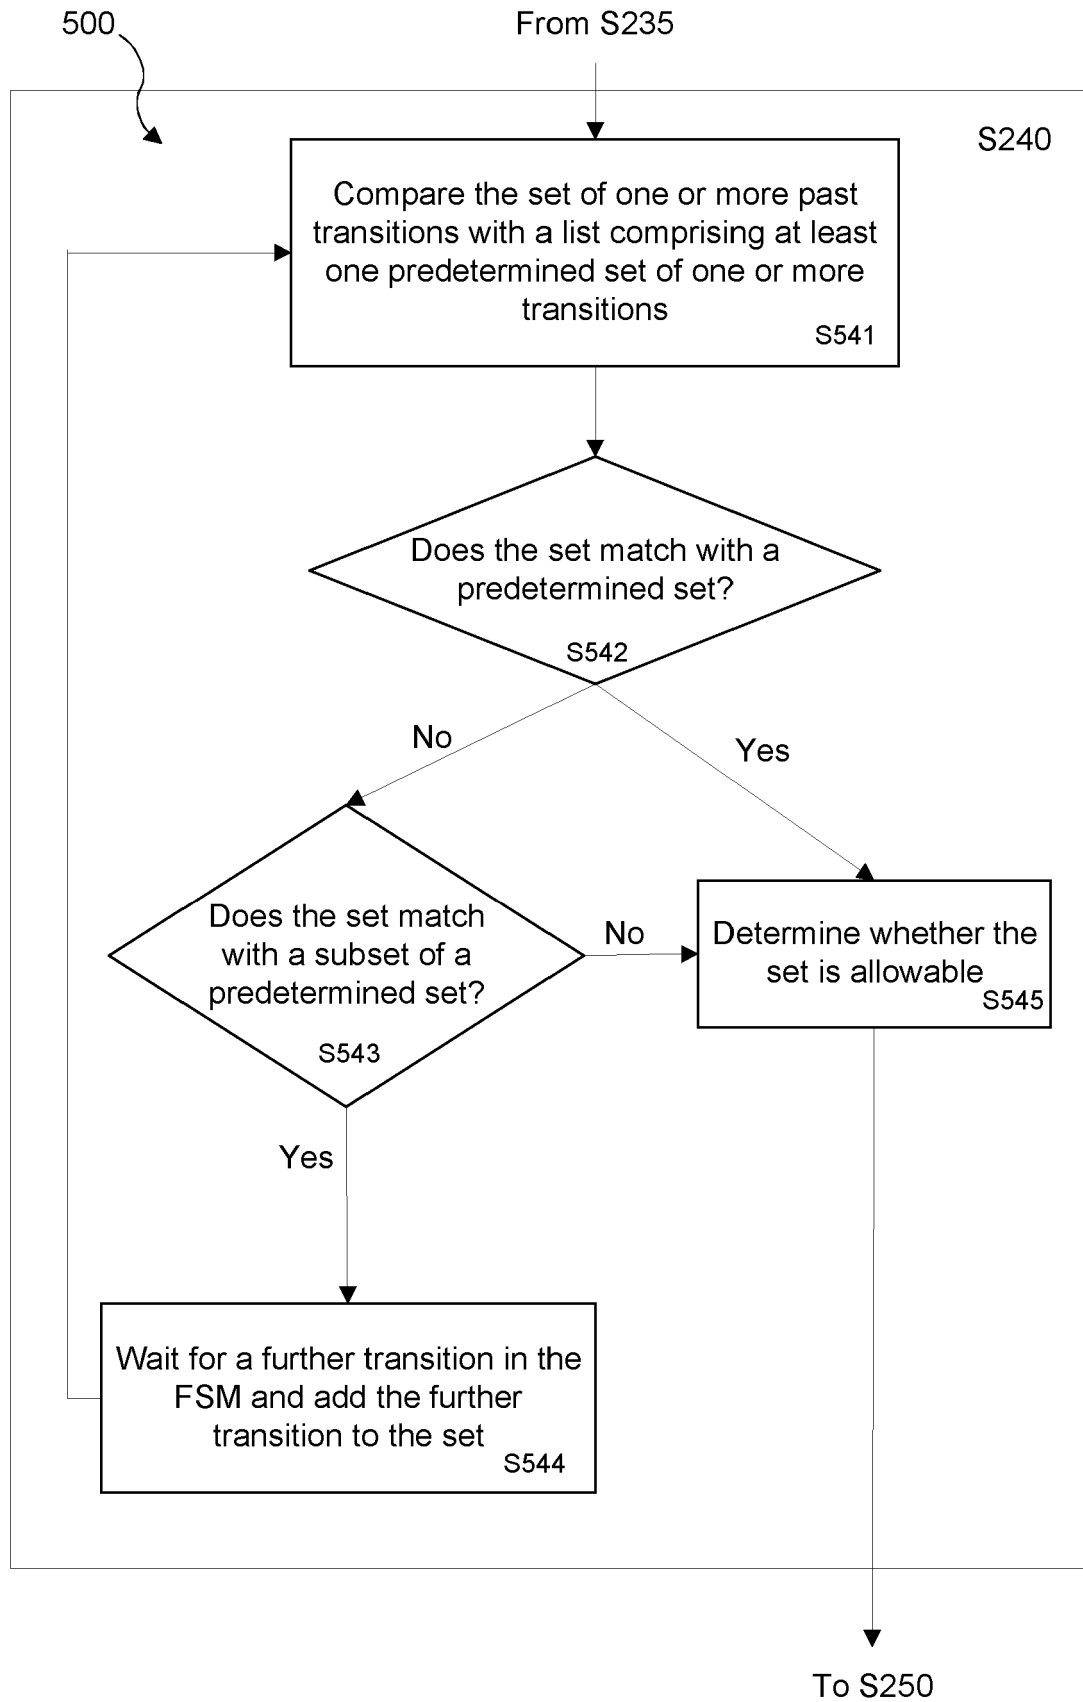 500
From S235
S240
Compare the set of one or more past
transitions with a list comprising at least
one predetermined set of one or more
transitions
S541
Does the set match with a
predetermined set?
S542
No
Yes
Does the set match
with a subset of a
predetermined set?
S543
No
Determine whether the
set is allowable
S545
Yes
Wait for a further transition in the
FSM and add the further
transition to the set
S544
To S250